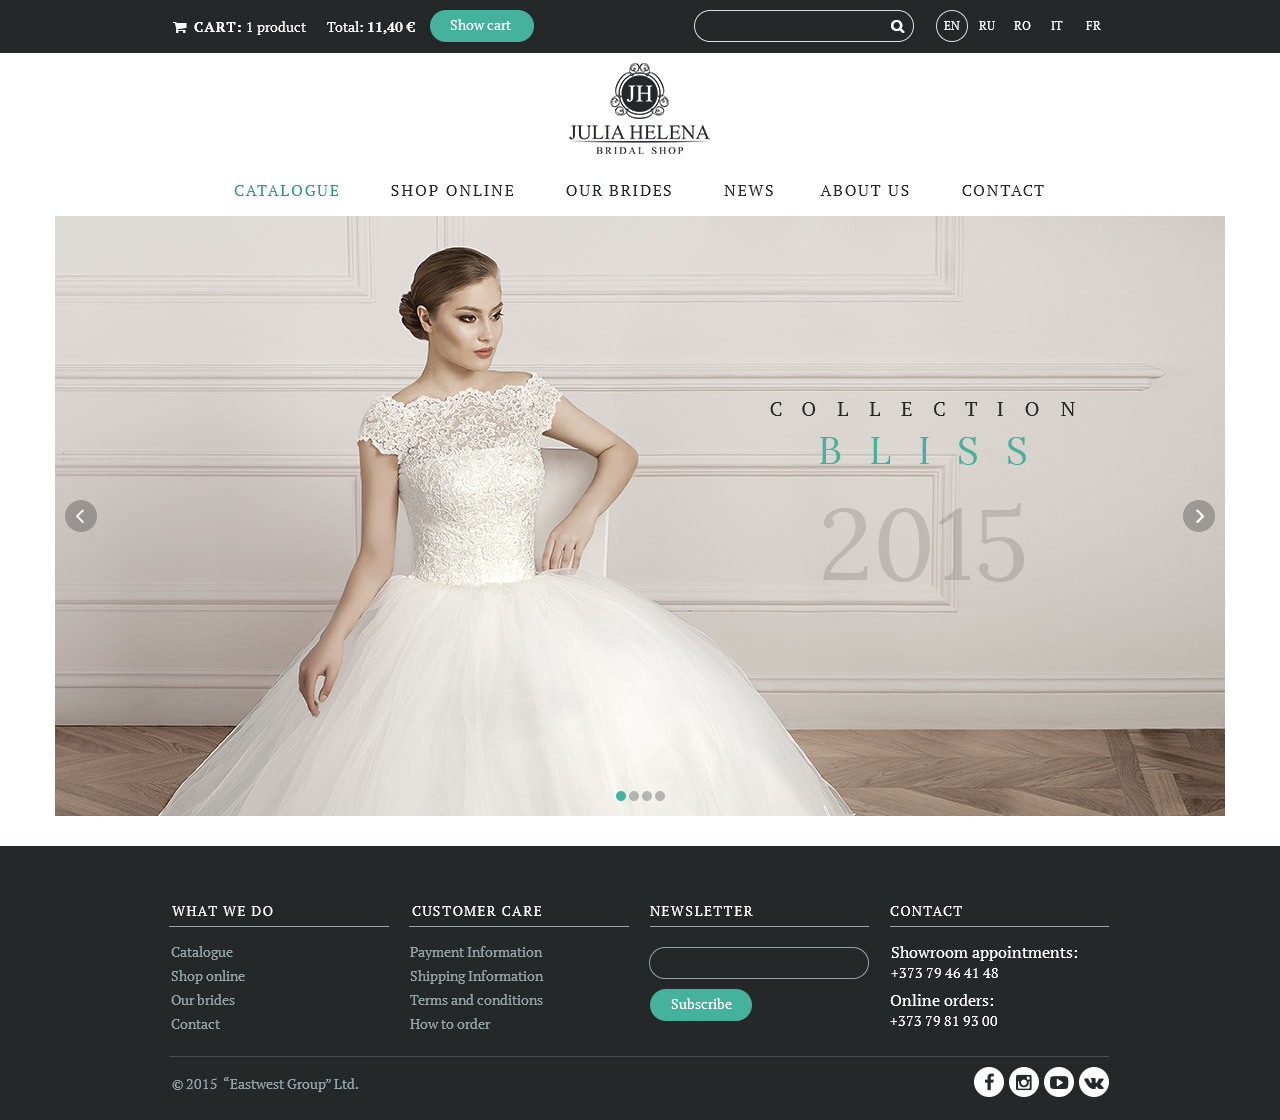 CART: 1 product Total: 11,40 € Show cart EN RU RO IT FR
JH
JULIA HELENA
BRIDAL SHOP
CATALOGUE SHOP ONLINE OUR BRIDES NEWS ABOUT US CONTACT
COLLECTION
BLISS
2015
WHAT WE DO
Catalogue
Shop online
Our brides
Contact
CUSTOMER CARE
Payment Information
Shipping Information
Terms and conditions
How to order
NEWSLETTER
Subscribe
CONTACT
Showroom appointments:
+373 79 46 41 48
Online orders:
+373 79 81 93 00
© 2015 “Eastwest Group” Ltd.